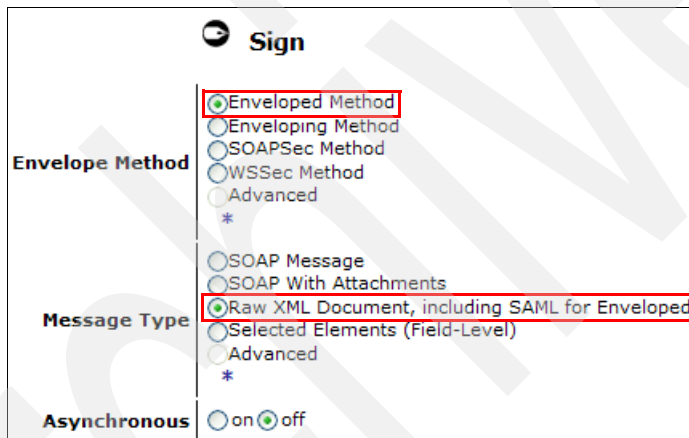 Sign
Envelope Method
Enveloped Method
Enveloping Method
SOAPSec Method
WSSec Method
Advanced
*
Message Type
SOAP Message
SOAP With Attachments
Raw XML Document, including SAML for Enveloped
Selected Elements (Field-Level)
Advanced
*
Asynchronous on off